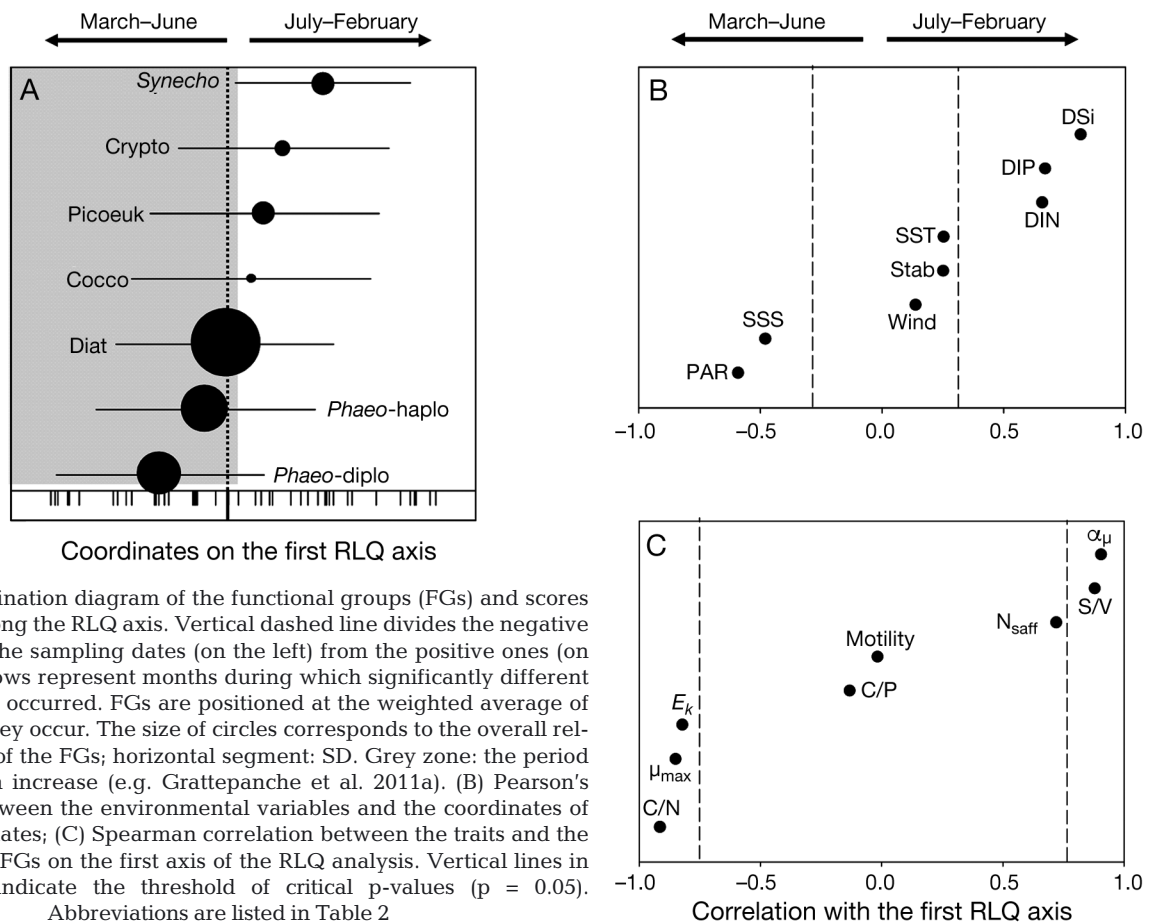 March–June
July–February
A
Synecho
Crypto
Picoeuk
Cocco
Diat
Phaeo-haplo
Phaeo-diplo
Coordinates on the first RLQ axis
March–June
July–February
B
DSi
DIP
DIN
SST
Stab
Wind
SSS
PAR
–1.0 –0.5 0.0 0.5 1.0
C
αμ
S/V
Nsaff
Motility
C/P
Ek
μmax
C/N
–1.0 –0.5 0.0 0.5 1.0
Correlation with the first RLQ axis
ination diagram of the functional groups (FGs) and scores
ong the RLQ axis. Vertical dashed line divides the negative
he sampling dates (on the left) from the positive ones (on
ows represent months during which significantly different
occurred. FGs are positioned at the weighted average of
ey occur. The size of circles corresponds to the overall rel-
of the FGs; horizontal segment: SD. Grey zone: the period
n increase (e.g. Grattepanche et al. 2011a). (B) Pearson's
ween the environmental variables and the coordinates of
ates; (C) Spearman correlation between the traits and the
FGs on the first axis of the RLQ analysis. Vertical lines in
indicate the threshold of critical p-values (p = 0.05).
Abbreviations are listed in Table 2